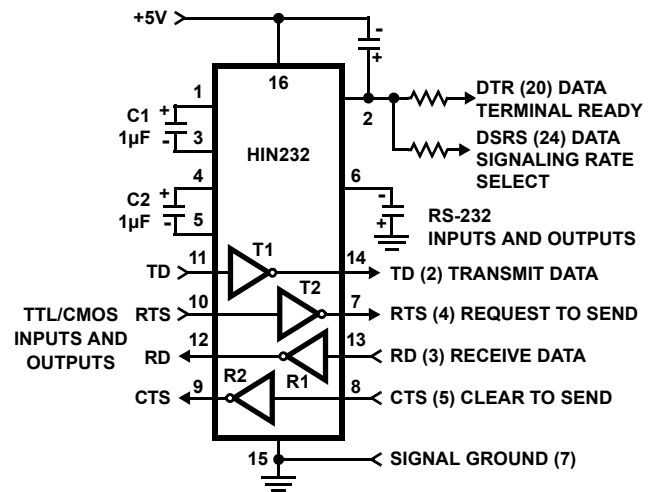 +5V
-
+
16
1
2
DTR (20) DATA
TERMINAL READY
C1
1µF
+
-
3
HIN232
DSRS (24) DATA
SIGNALING RATE
SELECT
4
6
C2
1µF
+
-
5
-
+
RS-232
INPUTS AND OUTPUTS
TD
11
T1
14
TD (2) TRANSMIT DATA
TTL/CMOS
INPUTS AND
OUTPUTS
RTS
10
T2
7
RTS (4) REQUEST TO SEND
RD
12
R1
13
RD (3) RECEIVE DATA
CTS
9
R2
8
CTS (5) CLEAR TO SEND
15
SIGNAL GROUND (7)